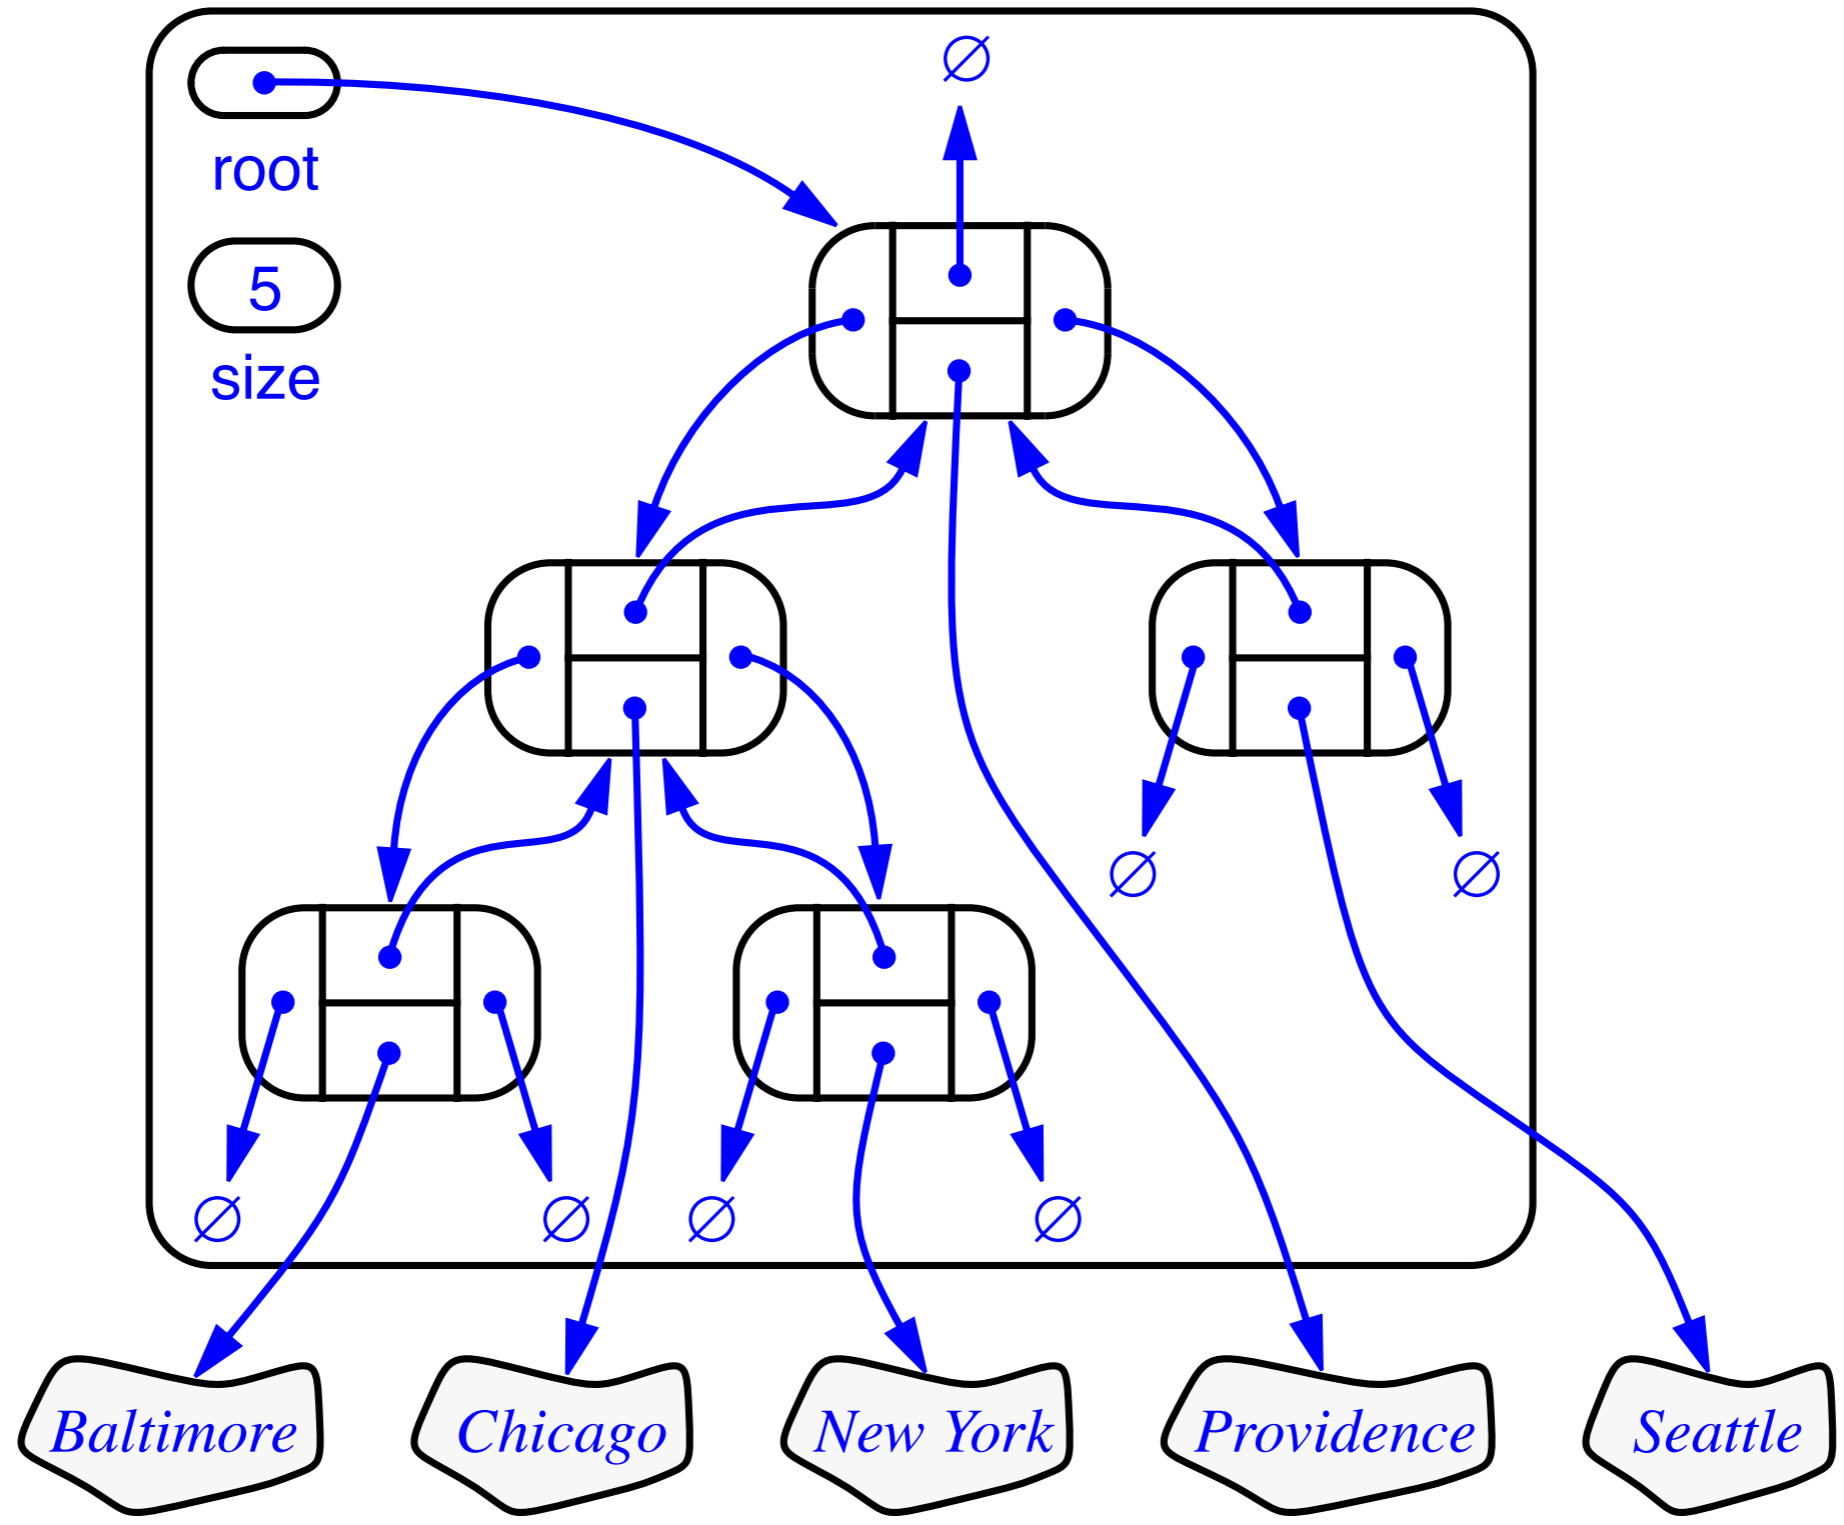 ∅
root
5
size
∅ ∅
∅ ∅ ∅ ∅
Baltimore Chicago New York Providence Seattle